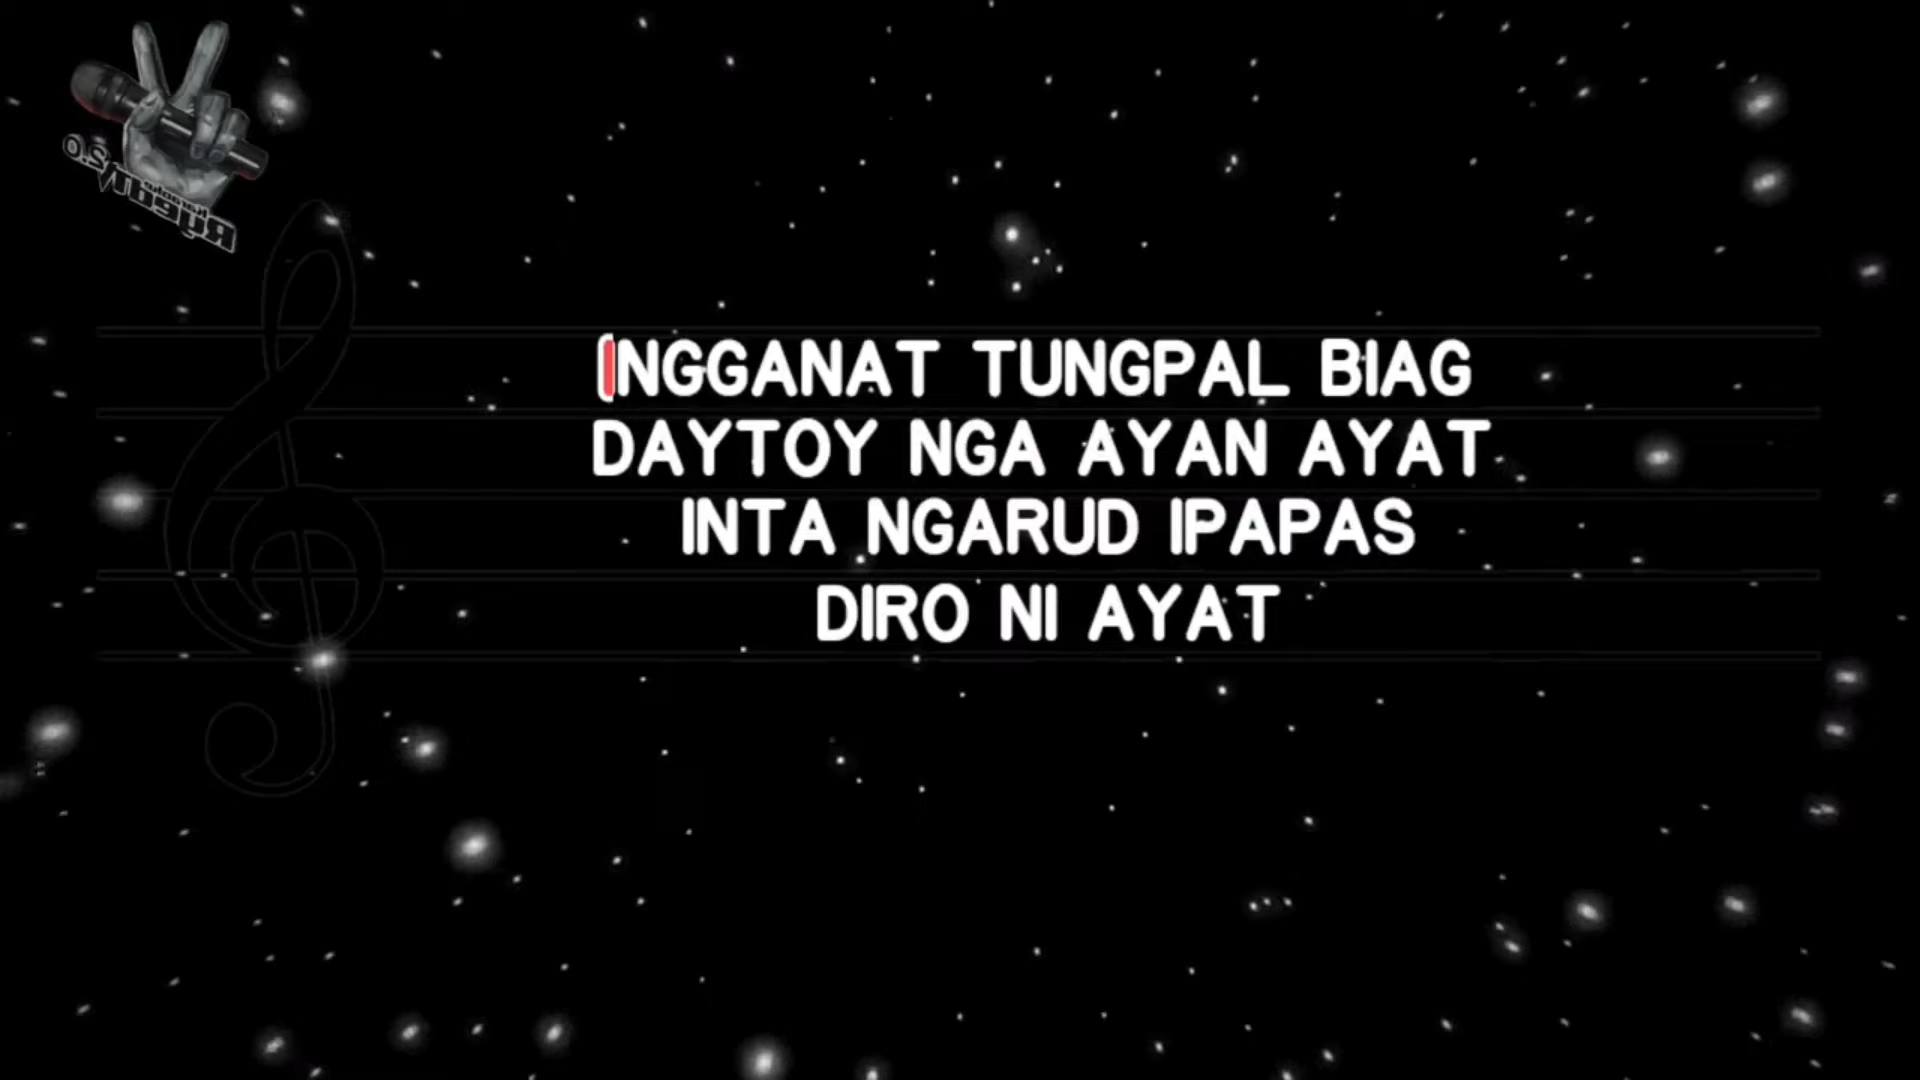 INGGANAT TUNGPAL BIAG
DAYTOY NGA AYAN AYAT
INTA NGARUD IPAPAS
DIRO NI AYAT